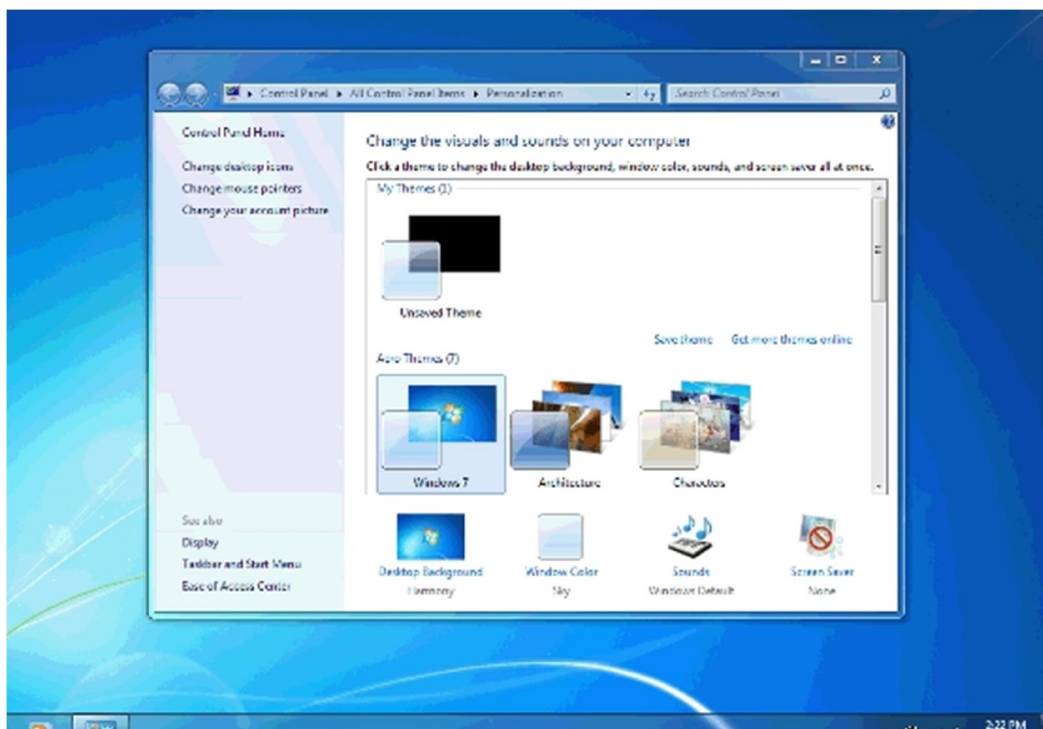 Control Panel ▸ All Control Panel Items ▸ Personalization
Search Control Panel
Control Panel Home
Change desktop icons
Change mouse pointers
Change your account picture
See also
Display
Taskbar and Start Menu
Ease of Access Center
Change the visuals and sounds on your computer
Click a theme to change the desktop background, window color, sounds, and screen saver all at once.
My Themes (1)
Unsaved Theme
Save theme Get more themes online
Aero Themes (7)
Windows 7 Architecture Characters
Desktop Background Window Color Sounds Screen Saver
Harmony Sky Windows Default None
2:22 PM